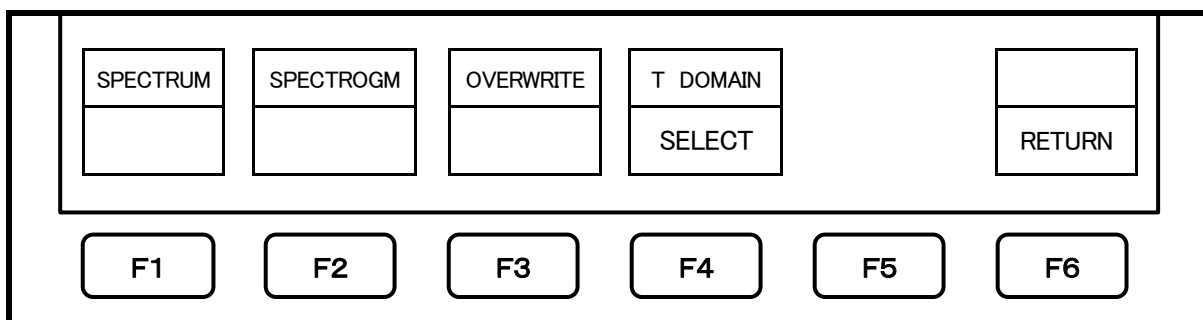 SPECTRUM SPECTROGM OVERWRITE T DOMAIN
SELECT RETURN
F1 F2 F3 F4 F5 F6